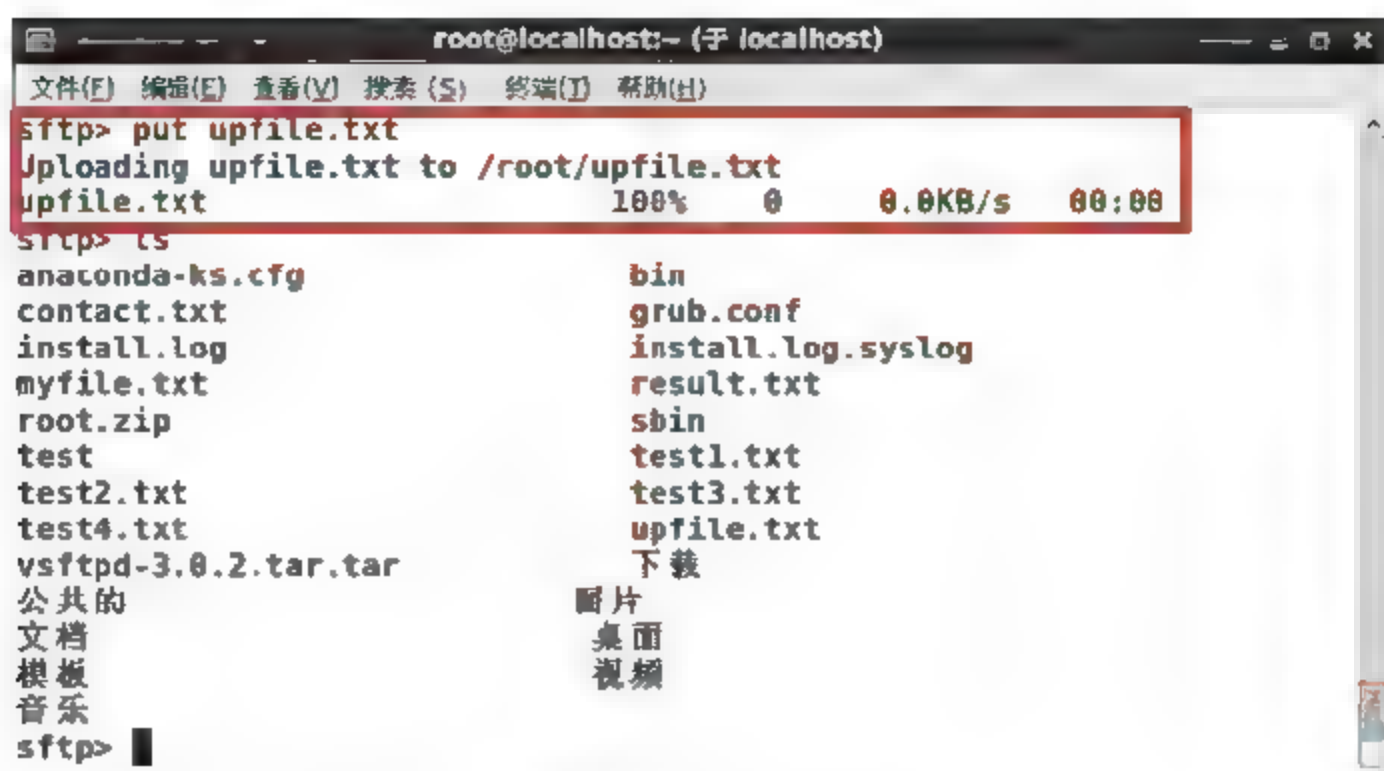 root@localhost:~ (于 localhost)
文件(F) 编辑(E) 查看(V) 搜索 (S) 终端(T) 帮助(H)
sftp> put upfile.txt
Uploading upfile.txt to /root/upfile.txt
upfile.txt 100% 0 0.0KB/s 00:00
sftp> ls
anaconda-ks.cfg bin
contact.txt grub.conf
install.log install.log.syslog
myfile.txt result.txt
root.zip sbin
test test1.txt
test2.txt test3.txt
test4.txt upfile.txt
vsftpd-3.0.2.tar.tar 下载
公共的 图片
文档 桌面
模板 视频
音乐
sftp>